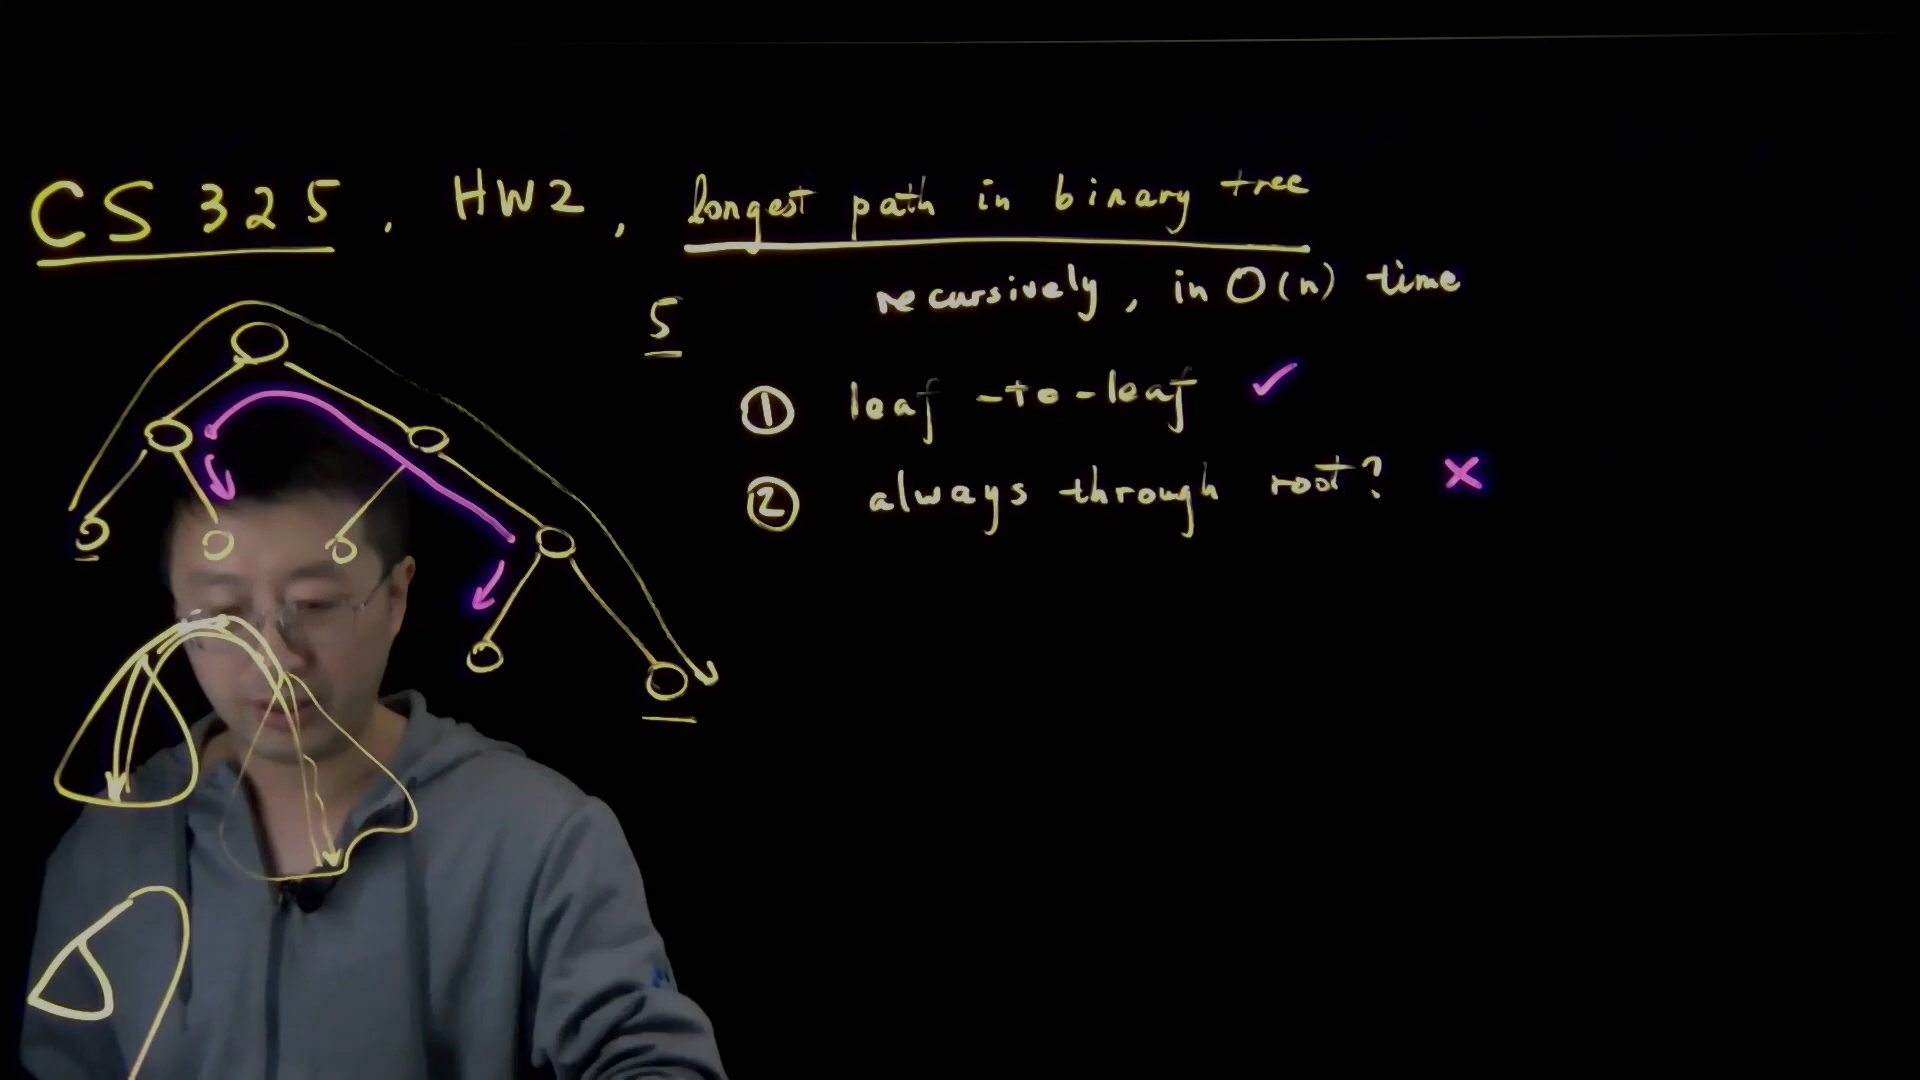 CS 325 , HW2 , longest path in binary tree
recursively, in O(n) time
5
① leaf-to-leaf ✓
② always through root? ✗